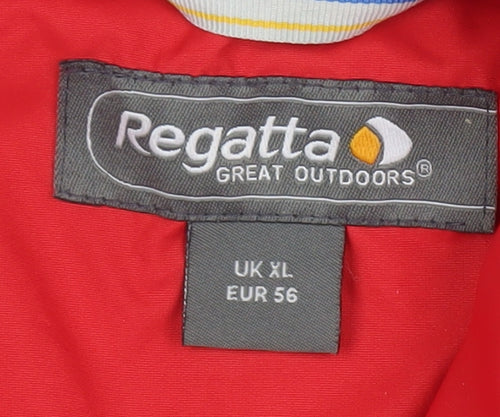 Regatta
GREAT OUTDOORS®
UK XL
EUR 56